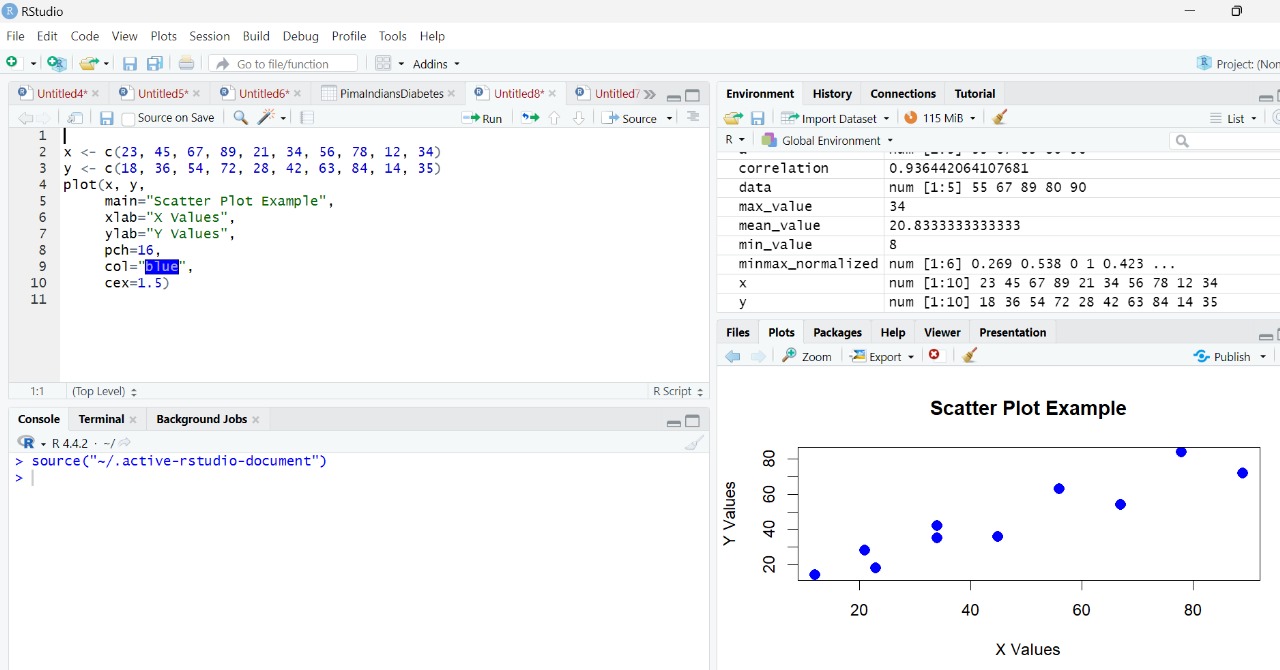 RStudio
File Edit Code View Plots Session Build Debug Profile Tools Help
Go to file/function Addins Project: (Non
Untitled4* Untitled5* Untitled6* PimaIndiansDiabetes Untitled8* Untitled7
Source on Save Run Source
1
2 x <- c(23, 45, 67, 89, 21, 34, 56, 78, 12, 34)
3 y <- c(18, 36, 54, 72, 28, 42, 63, 84, 14, 35)
4 plot(x, y,
5 main="Scatter Plot Example",
6 xlab="X Values",
7 ylab="Y Values",
8 pch=16,
9 col="blue",
10 cex=1.5)
11
1:1 (Top Level) R Script
Console Terminal Background Jobs
R 4.4.2 · ~/
> source("~/.active-rstudio-document")
>
Environment History Connections Tutorial
Import Dataset 115 MiB List
R Global Environment
correlation 0.936442064107681
data num [1:5] 55 67 89 80 90
max_value 34
mean_value 20.8333333333333
min_value 8
minmax_normalized num [1:6] 0.269 0.538 0 1 0.423 ...
x num [1:10] 23 45 67 89 21 34 56 78 12 34
y num [1:10] 18 36 54 72 28 42 63 84 14 35
Files Plots Packages Help Viewer Presentation
Zoom Export Publish
Scatter Plot Example
Y Values
80
60
40
20
20 40 60 80
X Values